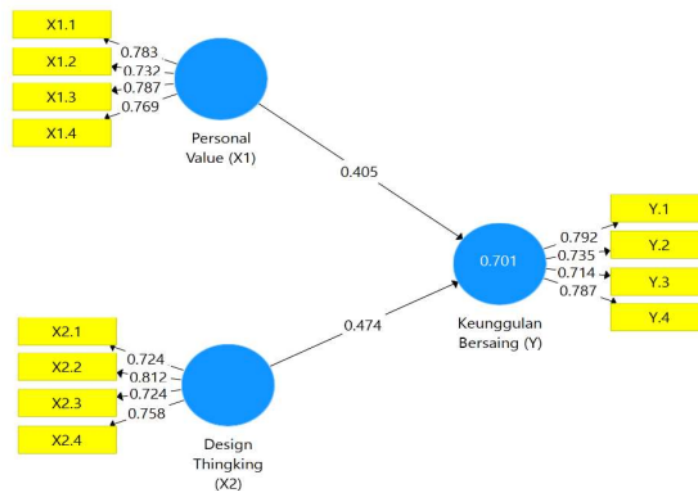 X1.1
X1.2
X1.3
X1.4
0.783
0.732
0.787
0.769
Personal
Value (X1)
0.405
X2.1
X2.2
X2.3
X2.4
0.724
0.812
0.724
0.758
Design
Thingking
(X2)
0.474
0.701
Keunggulan
Bersaing (Y)
0.792
0.735
0.714
0.787
Y.1
Y.2
Y.3
Y.4